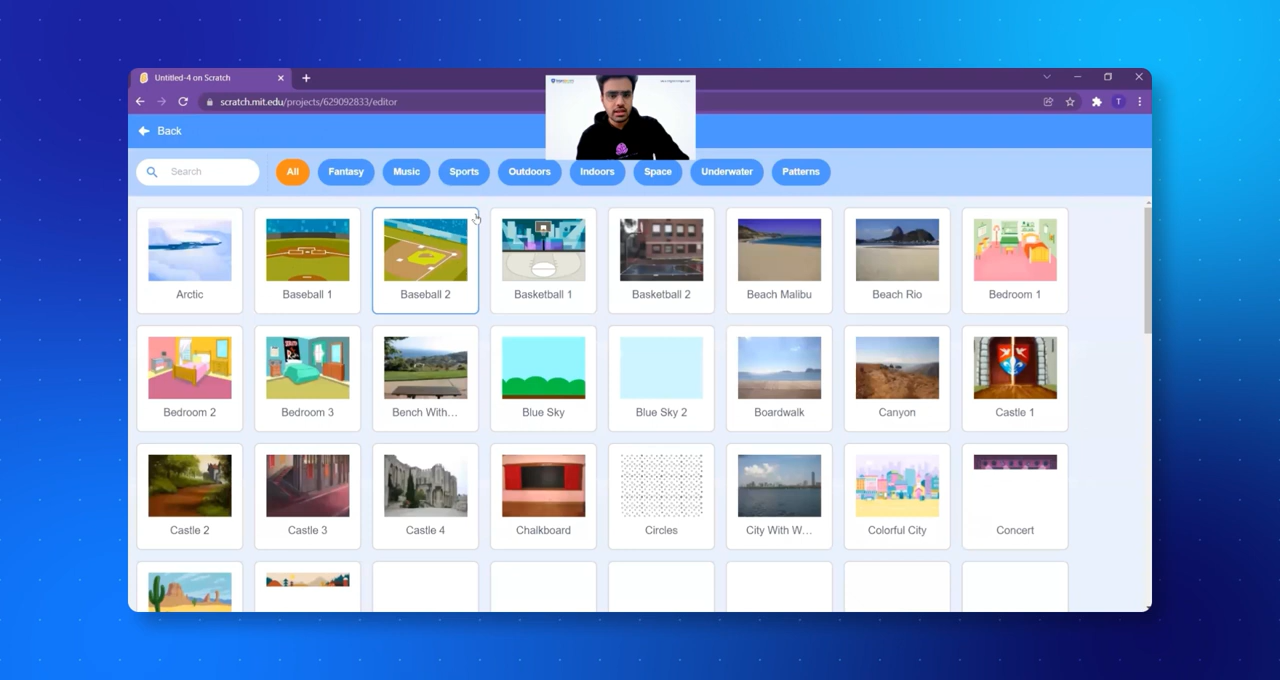 Untitled-4 on Scratch
scratch.mit.edu/projects/629092833/editor
T
Back
Search
All
Fantasy
Music
Sports
Outdoors
Indoors
Space
Underwater
Patterns
Arctic
Baseball 1
Baseball 2
Basketball 1
Basketball 2
Beach Malibu
Beach Rio
Bedroom 1
Bedroom 2
Bedroom 3
Bench With...
Blue Sky
Blue Sky 2
Boardwalk
Canyon
Castle 1
Castle 2
Castle 3
Castle 4
Chalkboard
Circles
City With W...
Colorful City
Concert